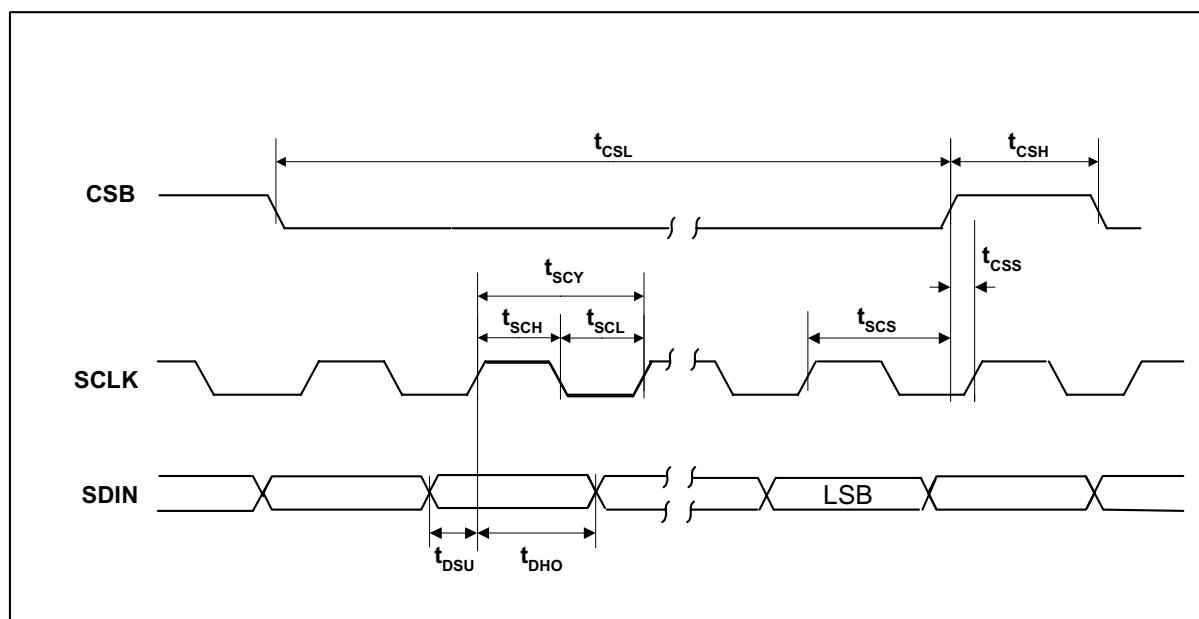 tCSL
tCSH
CSB
tCSS
tSCY
tSCH
tSCL
tSCS
SCLK
SDIN
LSB
tDSU
tDHO